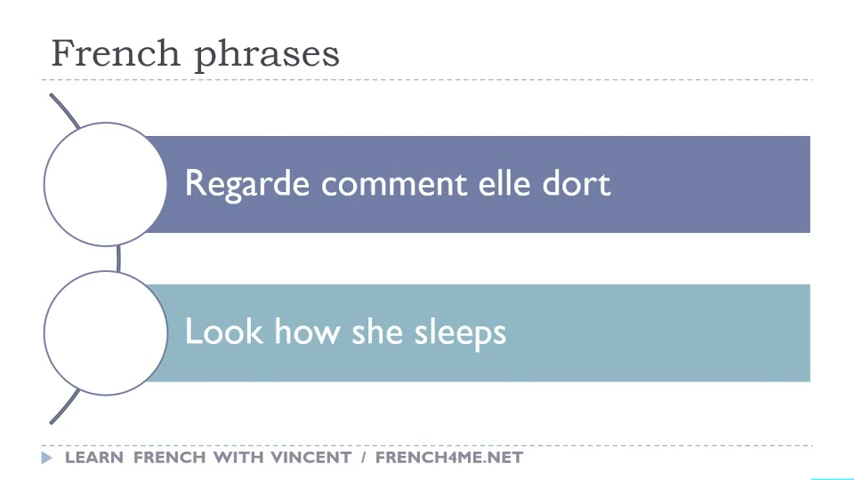 French phrases
Regarde comment elle dort
Look how she sleeps
LEARN FRENCH WITH VINCENT / FRENCH4ME.NET